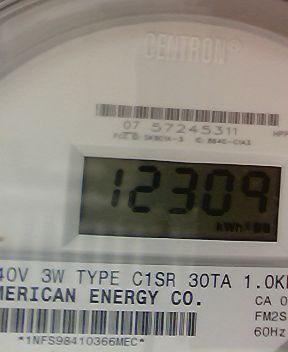 CENTRON®
07 57245311
12309
kWh
40V 3W TYPE C1SR 30TA 1.0K
MERICAN ENERGY CO.
CA 0
FM2S
60Hz
*1NFS98410366MEC*